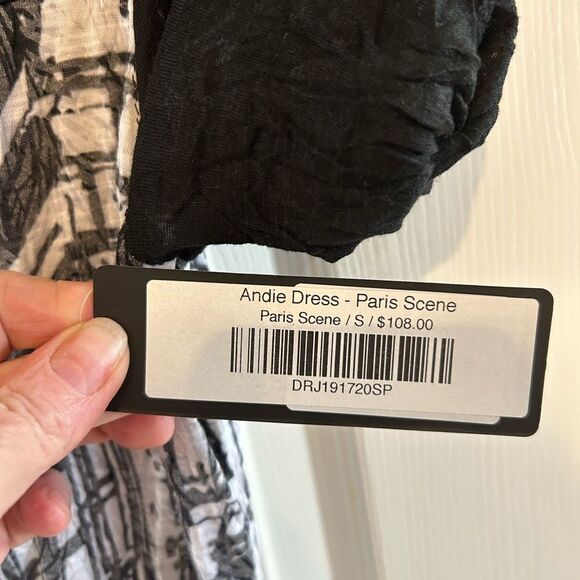 Andie Dress - Paris Scene
Paris Scene / S / $108.00
DRJ191720SP